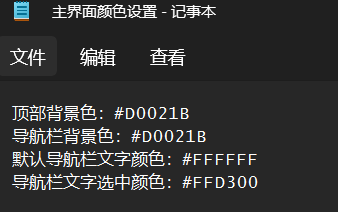 主界面颜色设置 - 记事本
文件 编辑 查看
顶部背景色：#D0021B
导航栏背景色：#D0021B
默认导航栏文字颜色：#FFFFFF
导航栏文字选中颜色：#FFD300